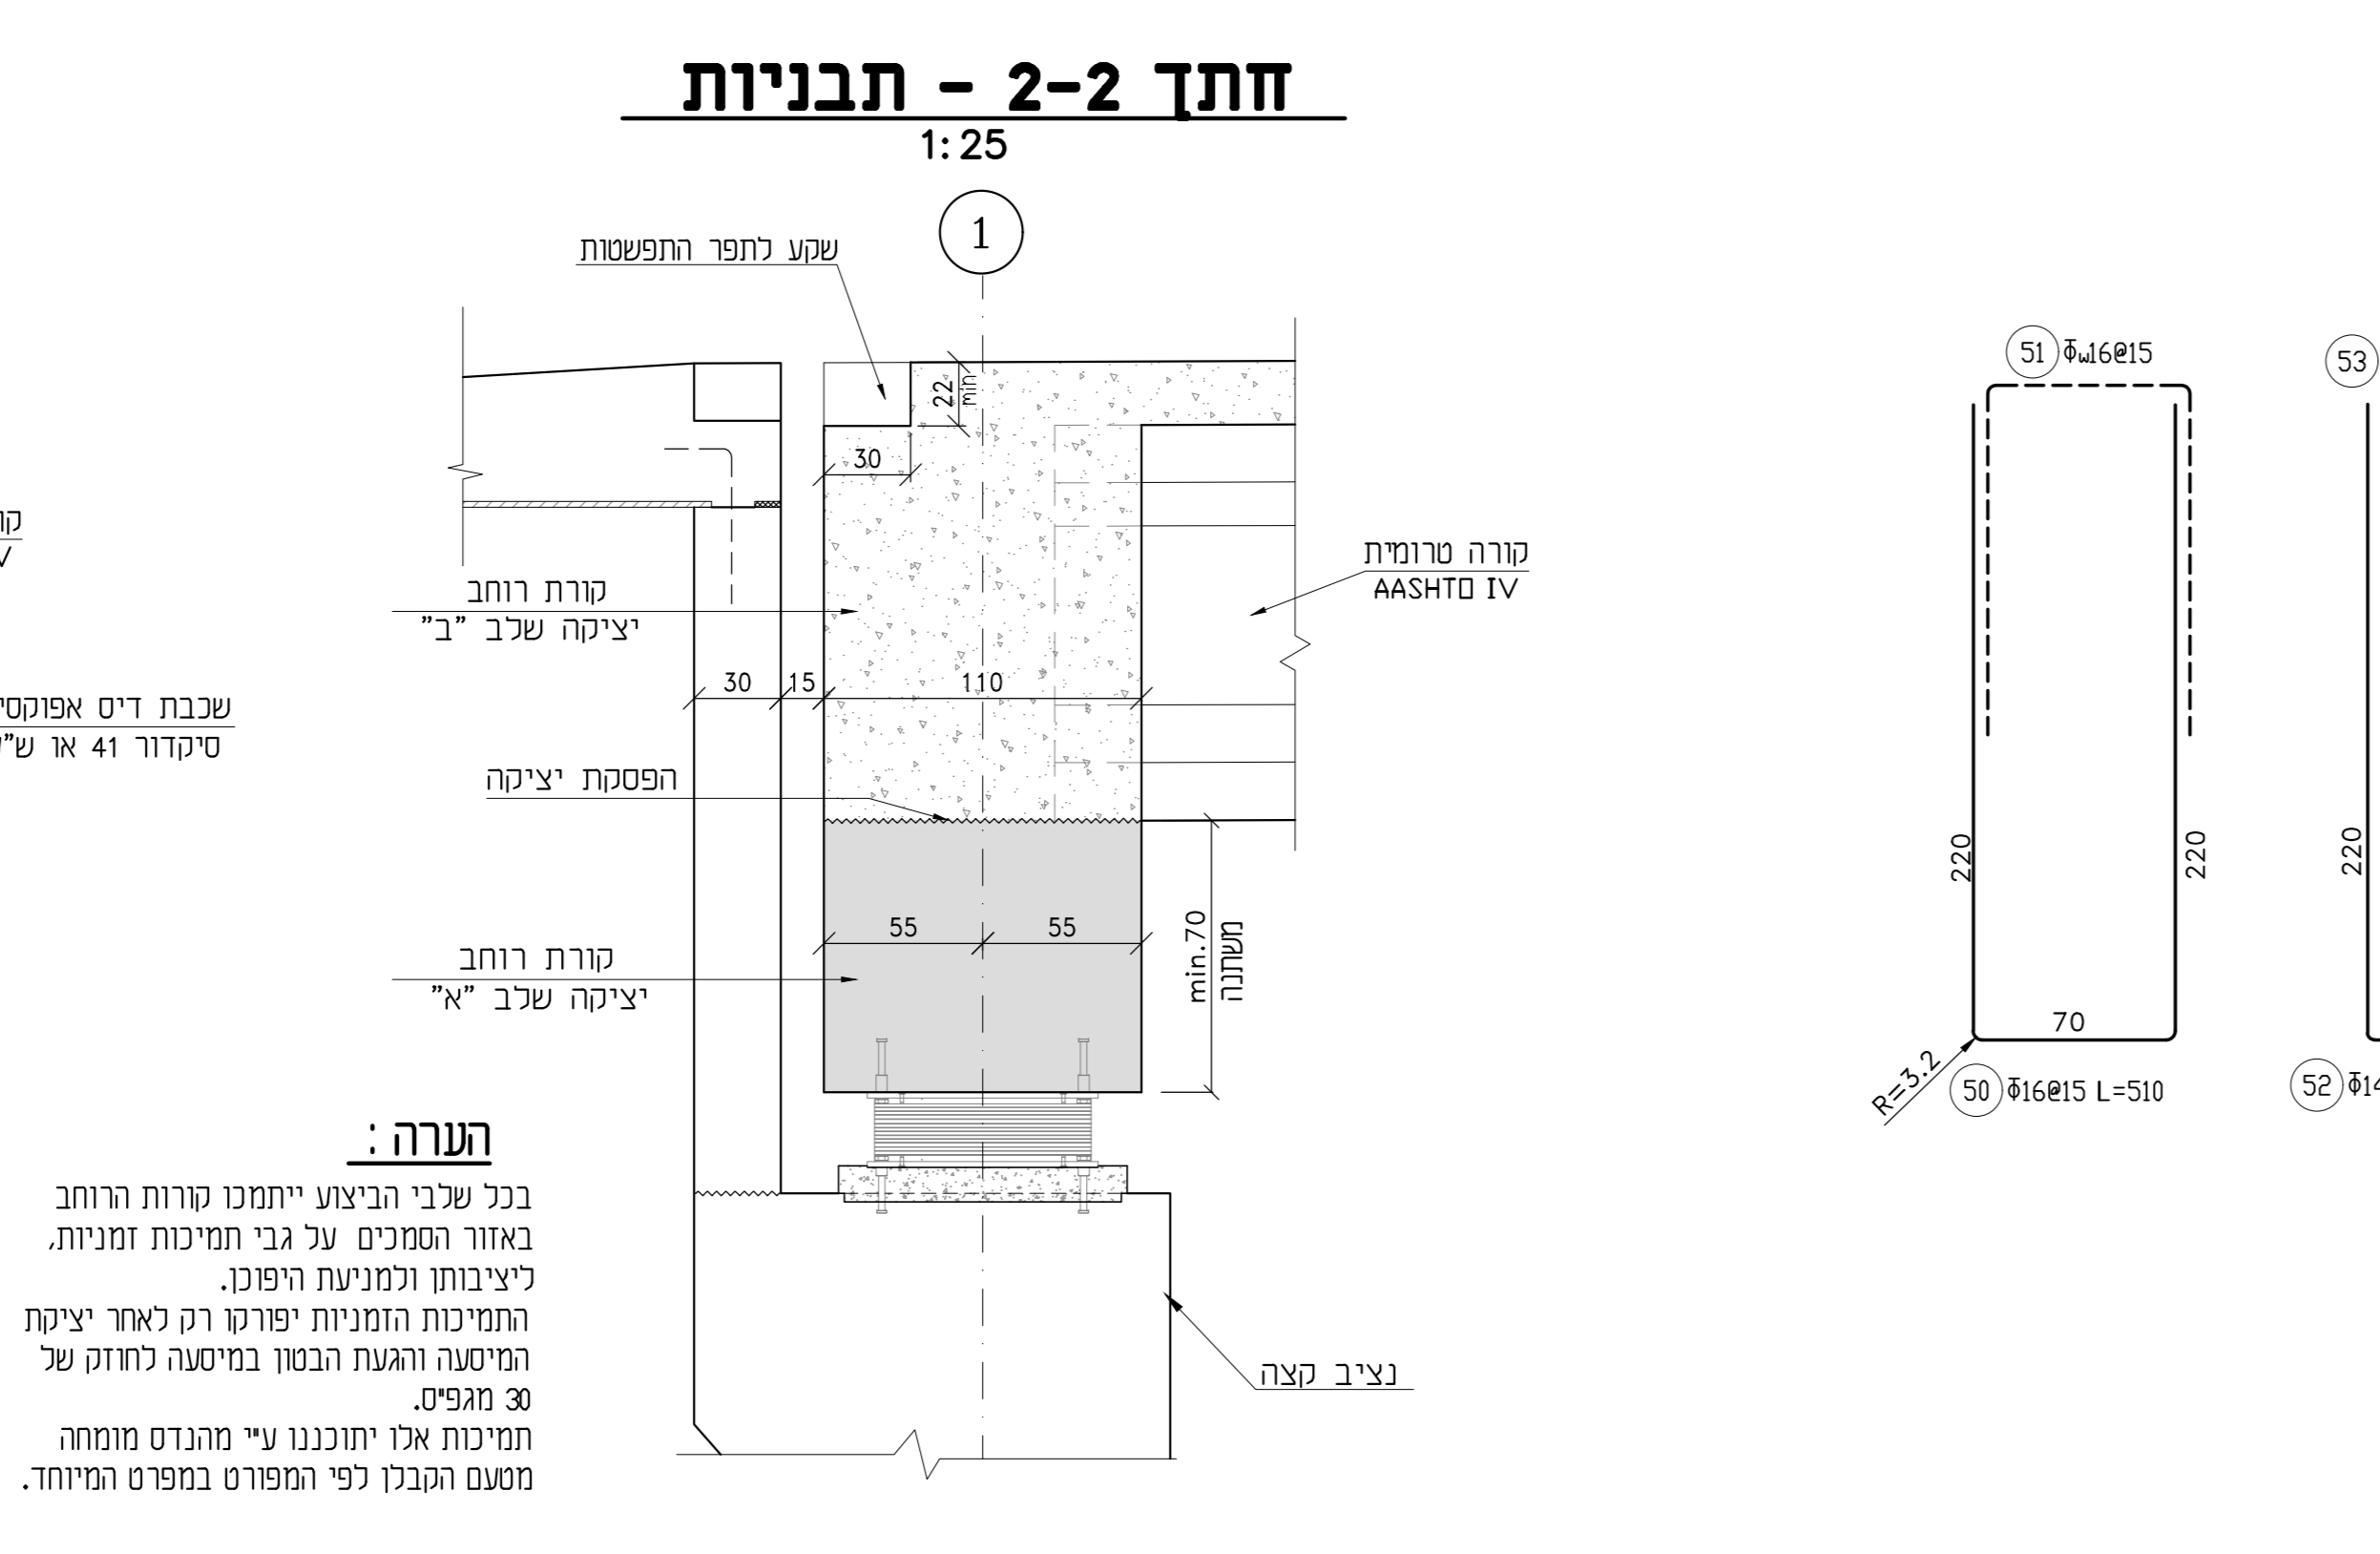 חתך 2-2 - תבניות
1:25
1
שקע לתפר התפשטות
22
min
30
קורה טרומית
AASHTO IV
קורת רוחב
יציקה שלב "ב"
30
15
110
הפסקת יציקה
55
55
min.70
משתנה
קורת רוחב
יציקה שלב "א"
נציב קצה
שכבת דיס
סיקדור 41 או
הערה :
בכל שלבי הביצוע ייתמכו קורות הרוחב
באזור הסמכים על גבי תמיכות זמניות,
ליציבותן ולמניעת היפוכן.
התמיכות הזמניות יפורקו רק לאחר יציקת
המיסעה והגעת הבטון במיסעה לחוזק של
30 מגפ"ס.
תמיכות אלו יתוכננו ע"י מהנדס מומחה
מטעם הקבלן לפי המפורט במפרט המיוחד.
51 Φw16@15
220
220
70
R=3.2
50 Φ16@15 L=510
53
220
52